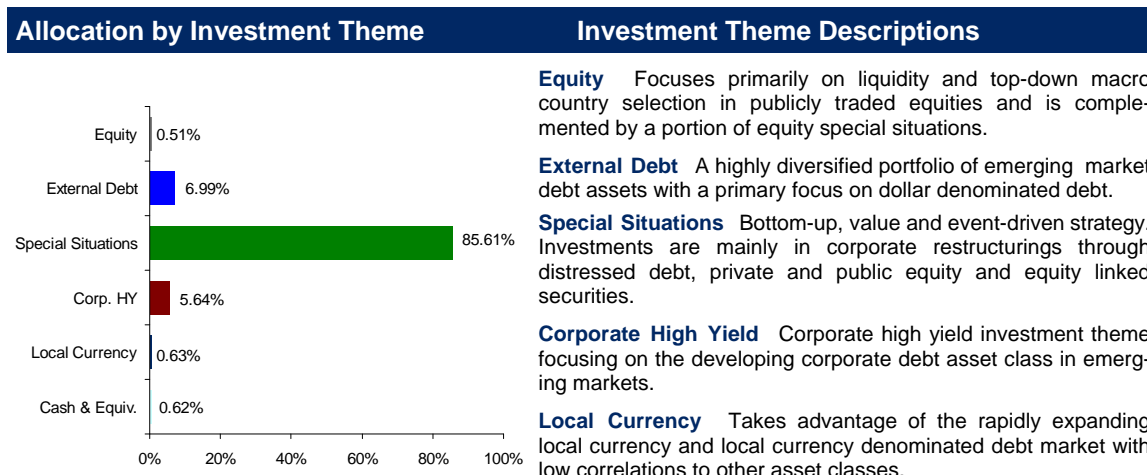 Allocation by Investment Theme
Equity 0.51%
External Debt 6.99%
Special Situations 85.61%
Corp. HY 5.64%
Local Currency 0.63%
Cash & Equiv. 0.62%
0% 20% 40% 60% 80% 100%
Investment Theme Descriptions
Equity Focuses primarily on liquidity and top-down macro
country selection in publicly traded equities and is comple-
mented by a portion of equity special situations.
External Debt A highly diversified portfolio of emerging market
debt assets with a primary focus on dollar denominated debt.
Special Situations Bottom-up, value and event-driven strategy.
Investments are mainly in corporate restructurings through
distressed debt, private and public equity and equity linked
securities.
Corporate High Yield Corporate high yield investment theme
focusing on the developing corporate debt asset class in emerg-
ing markets.
Local Currency Takes advantage of the rapidly expanding
local currency and local currency denominated debt market with
low correlations to other asset classes.